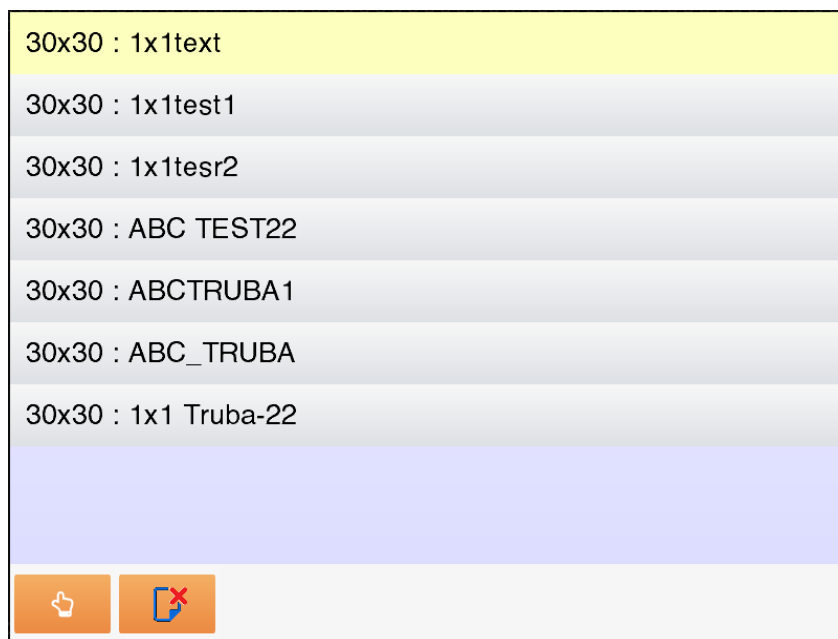 30x30 : 1x1text
30x30 : 1x1test1
30x30 : 1x1tesr2
30x30 : ABC TEST22
30x30 : ABCTRUBA1
30x30 : ABC_TRUBA
30x30 : 1x1 Truba-22